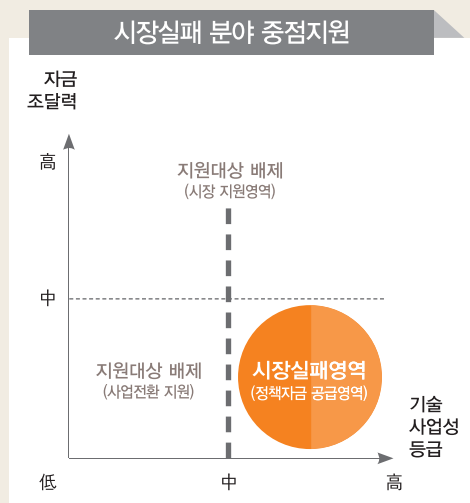 시장실패 분야 중점지원
자금
조달력
高
지원대상 배제
(시장 지원영역)
中
지원대상 배제
(사업전환 지원)
시장실패영역
(정책자금 공급영역)
기술
사업성
등급
低
中
高